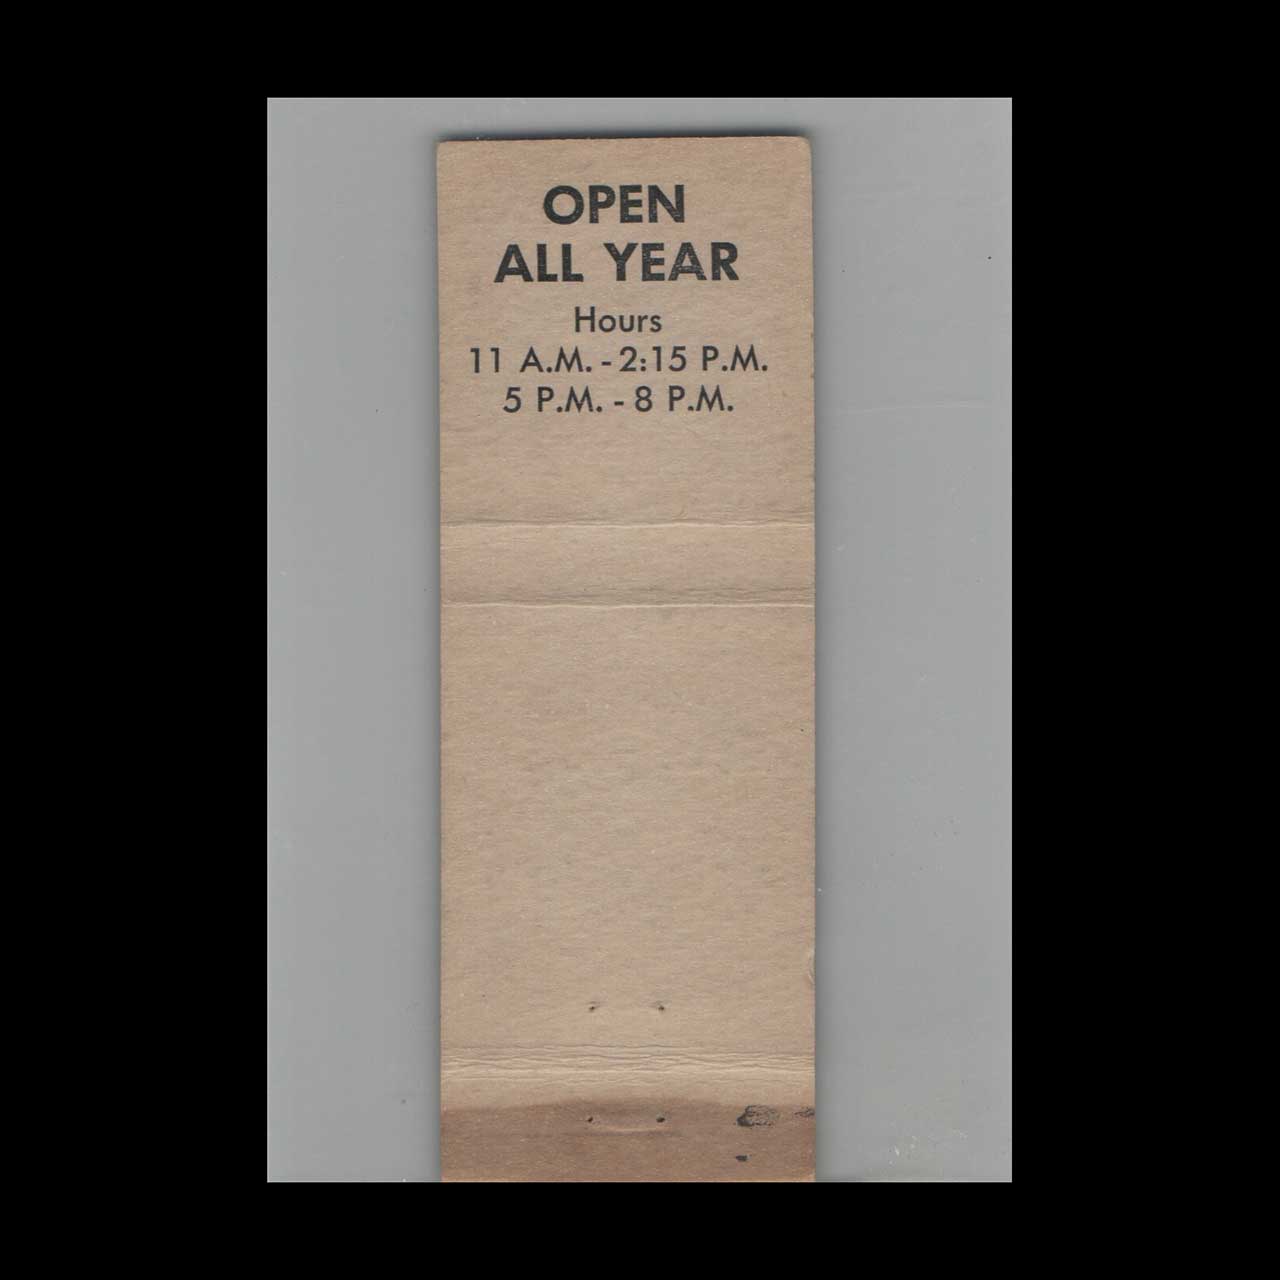 OPEN
ALL YEAR
Hours
11 A.M. - 2:15 P.M.
5 P.M. - 8 P.M.